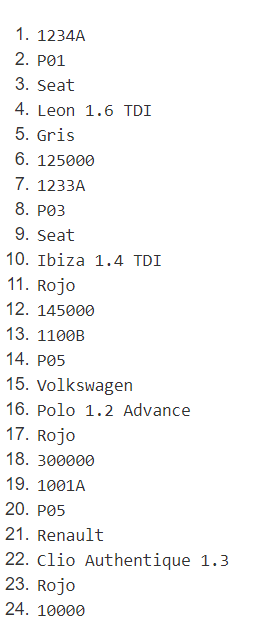 1. 1234A
2. P01
3. Seat
4. Leon 1.6 TDI
5. Gris
6. 125000
7. 1233A
8. P03
9. Seat
10. Ibiza 1.4 TDI
11. Rojo
12. 145000
13. 1100B
14. P05
15. Volkswagen
16. Polo 1.2 Advance
17. Rojo
18. 300000
19. 1001A
20. P05
21. Renault
22. Clio Authentique 1.3
23. Rojo
24. 10000